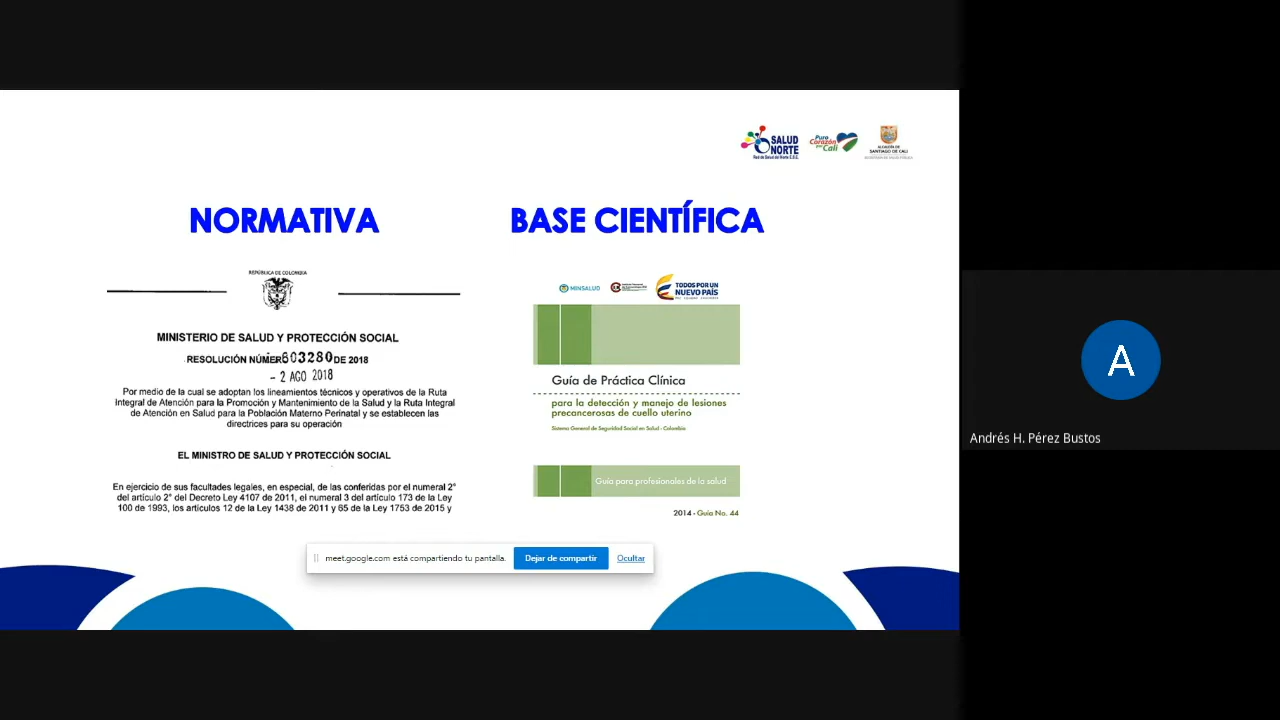 SALUD
NORTE
Red de Salud del Norte E.S.E.
Puro
Corazón
por Cali
ALCALDÍA DE
SANTIAGO DE CALI
NORMATIVA
BASE CIENTÍFICA
REPÚBLICA DE COLOMBIA
MINISTERIO DE SALUD Y PROTECCIÓN SOCIAL
RESOLUCIÓN NÚMERO 003280 DE 2018
- 2 AGO 2018
Por medio de la cual se adoptan los lineamientos técnicos y operativos de la Ruta
Integral de Atención para la Promoción y Mantenimiento de la Salud y la Ruta Integral
de Atención en Salud para la Población Materno Perinatal y se establecen las
directrices para su operación
EL MINISTRO DE SALUD Y PROTECCIÓN SOCIAL
En ejercicio de sus facultades legales, en especial, de las conferidas por el numeral 2°
del artículo 2° del Decreto Ley 4107 de 2011, el numeral 3 del artículo 173 de la Ley
100 de 1993, los artículos 12 de la Ley 1438 de 2011 y 65 de la Ley 1753 de 2015 y
MINSALUD
TODOS POR UN
NUEVO PAÍS
PAZ EQUIDAD EDUCACIÓN
Guía de Práctica Clínica
para la detección y manejo de lesiones
precancerosas de cuello uterino
Sistema General de Seguridad Social en Salud - Colombia
Guía para profesionales de la salud
2014 - Guía No. 44
meet.google.com está compartiendo tu pantalla.
Dejar de compartir
Ocultar
A
Andrés H. Pérez Bustos